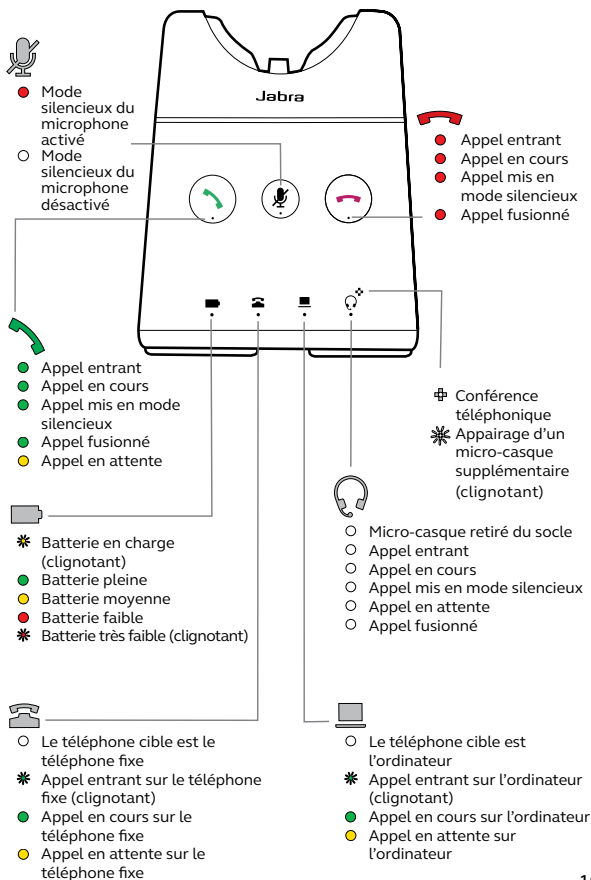 Jabra
Mode
silencieux du
microphone
activé
Mode
silencieux du
microphone
désactivé
Appel entrant
Appel en cours
Appel mis en
mode silencieux
Appel fusionné
Appel entrant
Appel en cours
Appel mis en mode
silencieux
Appel fusionné
Appel en attente
Conférence
téléphonique
Appairage d'un
micro-casque
supplémentaire
(clignotant)
Batterie en charge
(clignotant)
Batterie pleine
Batterie moyenne
Batterie faible
Batterie très faible (clignotant)
Micro-casque retiré du socle
Appel entrant
Appel en cours
Appel mis en mode silencieux
Appel en attente
Appel fusionné
Le téléphone cible est le
téléphone fixe
Appel entrant sur le téléphone
fixe (clignotant)
Appel en cours sur le
téléphone fixe
Appel en attente sur le
téléphone fixe
Le téléphone cible est
l'ordinateur
Appel entrant sur l'ordinateur
(clignotant)
Appel en cours sur l'ordinateur
Appel en attente sur
l'ordinateur